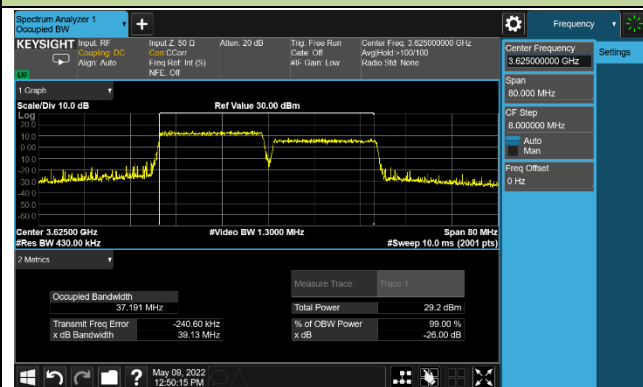 Spectrum Analyzer 1
Occupied BW
Frequency
KEYSIGHT
Input: RF
Coupling: DC
Align: Auto
Input Z: 50 Ω
Corr CCorr
Freq Ref: Int (S)
NFE: Off
Atten: 20 dB
Trig: Free Run
Gate: Off
#IF Gain: Low
Center Freq: 3.625000000 GHz
Avg|Hold:>100/100
Radio Std: None
LM
1 Graph
Scale/Div 10.0 dB
Ref Value 30.00 dBm
Log
20.0
10.0
0.00
-10.0
-20.0
-30.0
-40.0
-50.0
-60.0
Center 3.62500 GHz
#Video BW 1.3000 MHz
Span 80 MHz
#Res BW 430.00 kHz
#Sweep 10.0 ms (2001 pts)
2 Metrics
Measure Trace
Trace 1
Occupied Bandwidth
37.191 MHz
Total Power
29.2 dBm
Transmit Freq Error
-240.60 kHz
% of OBW Power
99.00 %
x dB Bandwidth
39.13 MHz
x dB
-26.00 dB
Center Frequency
3.625000000 GHz
Settings
Span
80.000 MHz
CF Step
8.000000 MHz
Auto
Man
Freq Offset
0 Hz
May 09, 2022
12:50:15 PM